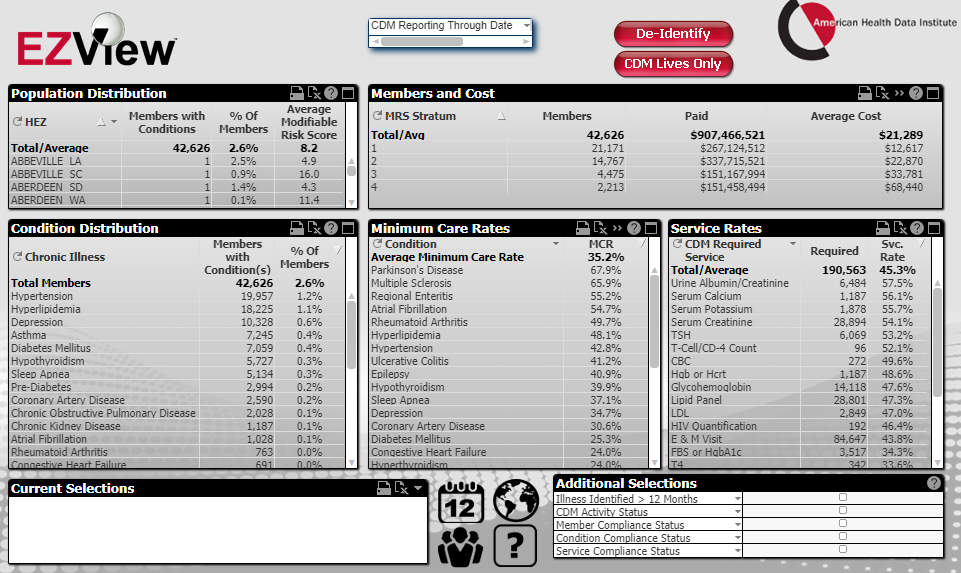 EZView™
CDM Reporting Through Date
De-Identify
CDM Lives Only
American Health Data Institute
Population Distribution
HEZ Members with Conditions % Of Members Average Modifiable Risk Score
Total/Average 42,626 2.6% 8.2
ABBEVILLE LA 1 2.5% 4.9
ABBEVILLE SC 1 0.9% 16.0
ABERDEEN SD 1 1.4% 4.3
ABERDEEN WA 1 0.1% 11.4
Members and Cost
MRS Stratum Members Paid Average Cost
Total/Avg 42,626 $907,466,521 $21,289
1 21,171 $267,124,512 $12,617
2 14,767 $337,715,521 $22,870
3 4,475 $151,167,994 $33,781
4 2,213 $151,458,494 $68,440
Condition Distribution
Chronic Illness Members with Condition(s) % Of Members
Total Members 42,626 2.6%
Hypertension 19,957 1.2%
Hyperlipidemia 18,225 1.1%
Depression 10,328 0.6%
Asthma 7,245 0.4%
Diabetes Mellitus 7,059 0.4%
Hypothyroidism 5,727 0.3%
Sleep Apnea 5,134 0.3%
Pre-Diabetes 2,994 0.2%
Coronary Artery Disease 2,590 0.2%
Chronic Obstructive Pulmonary Disease 2,028 0.1%
Chronic Kidney Disease 1,187 0.1%
Atrial Fibrillation 1,028 0.1%
Rheumatoid Arthritis 763 0.0%
Congestive Heart Failure 691 0.0%
Minimum Care Rates
Condition MCR
Average Minimum Care Rate 35.2%
Parkinson's Disease 67.9%
Multiple Sclerosis 65.9%
Regional Enteritis 55.2%
Atrial Fibrillation 54.7%
Rheumatoid Arthritis 49.7%
Hyperlipidemia 48.1%
Hypertension 42.8%
Ulcerative Colitis 41.2%
Epilepsy 40.9%
Hypothyroidism 39.9%
Sleep Apnea 37.1%
Depression 34.7%
Coronary Artery Disease 30.6%
Diabetes Mellitus 25.3%
Congestive Heart Failure 24.0%
Hyperthyroidism 24.0%
Service Rates
CDM Required Service Required Svc. Rate
Total/Average 190,563 45.3%
Urine Albumin/Creatinine 6,484 57.5%
Serum Calcium 1,187 56.1%
Serum Potassium 1,878 55.7%
Serum Creatinine 28,894 54.1%
TSH 6,069 53.2%
T-Cell/CD-4 Count 96 52.1%
CBC 272 49.6%
Hgb or Hcrt 1,187 48.6%
Glycohemoglobin 14,118 47.6%
Lipid Panel 28,801 47.3%
LDL 2,849 47.0%
HIV Quantification 192 46.4%
E & M Visit 84,647 43.8%
FBS or HgbA1c 3,517 34.3%
T4 342 33.6%
Current Selections
12
?
Additional Selections
Illness Identified > 12 Months
CDM Activity Status
Member Compliance Status
Condition Compliance Status
Service Compliance Status